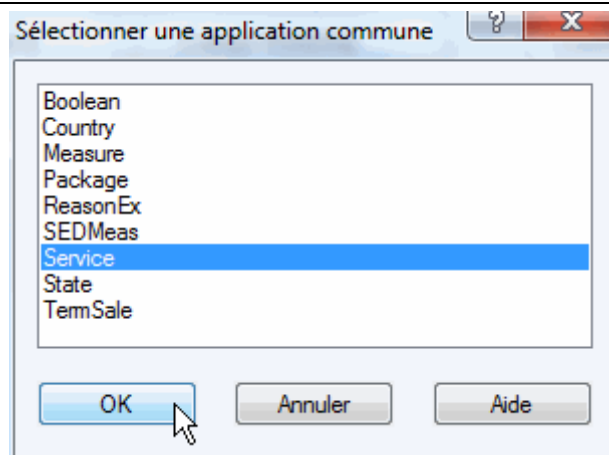 Sélectionner une application commune
Boolean
Country
Measure
Package
ReasonEx
SEDMeas
Service
State
TermSale
OK Annuler Aide